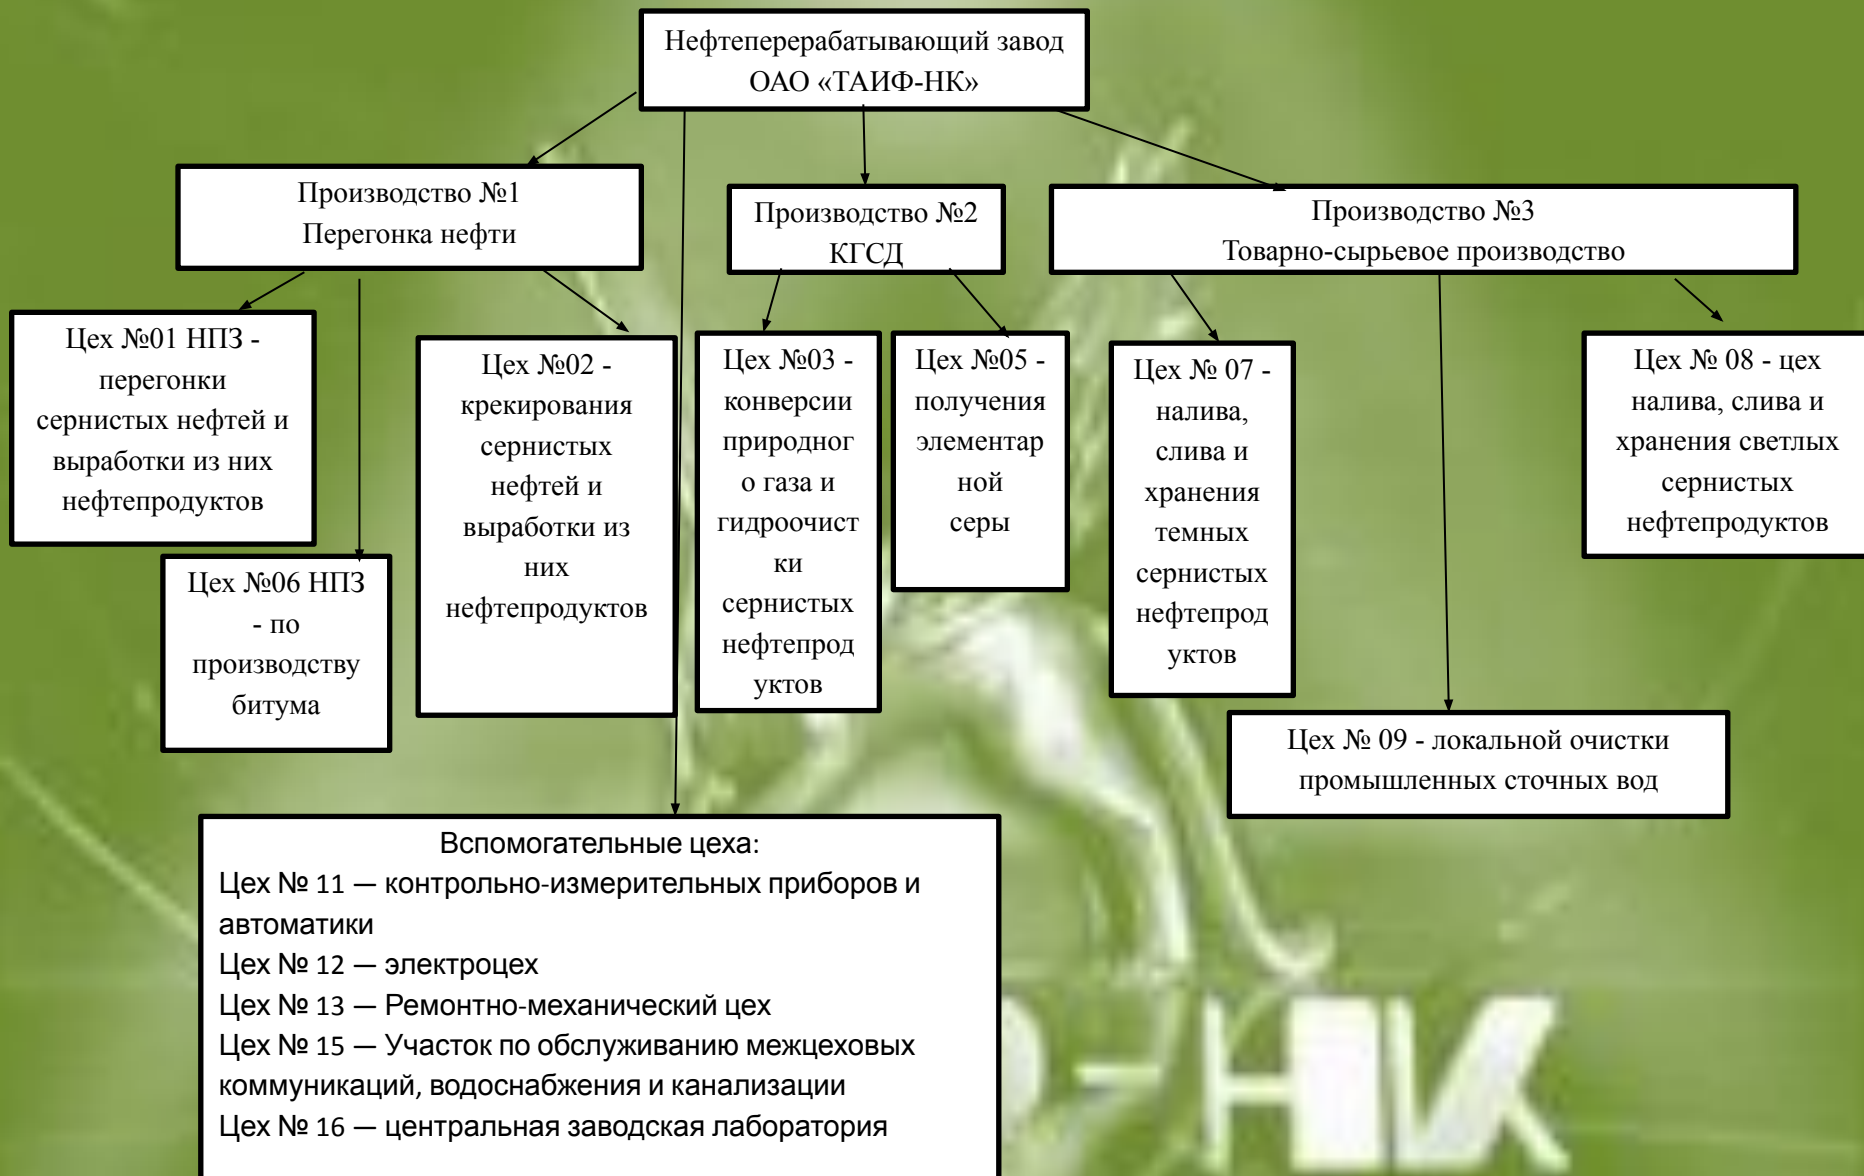 Нефтеперерабатывающий завод
ОАО «ТАИФ-НК»
Производство №1
Перегонка нефти
Производство №2
КГСД
Производство №3
Товарно-сырьевое производство
Цех №01 НПЗ -
перегонки
сернистых нефтей и
выработки из них
нефтепродуктов
Цех №06 НПЗ
- по
производству
битума
Цех №02 -
крекирования
сернистых
нефтей и
выработки из
них
нефтепродуктов
Цех №03 -
конверсии
природног
о газа и
гидроочист
ки
сернистых
нефтепрод
уктов
Цех №05 -
получения
элементар
ной
серы
Цех № 07 -
налива,
слива и
хранения
темных
сернистых
нефтепрод
уктов
Цех № 08 - цех
налива, слива и
хранения светлых
сернистых
нефтепродуктов
Цех № 09 - локальной очистки
промышленных сточных вод
Вспомогательные цеха:
Цех № 11 — контрольно-измерительных приборов и
автоматики
Цех № 12 — электроцех
Цех № 13 — Ремонтно-механический цех
Цех № 15 — Участок по обслуживанию межцеховых
коммуникаций, водоснабжения и канализации
Цех № 16 — центральная заводская лаборатория
-НК